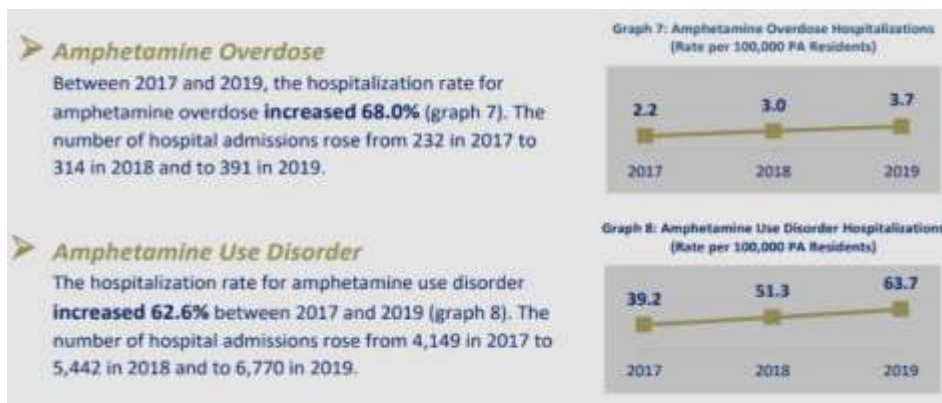 Amphetamine Overdose
Between 2017 and 2019, the hospitalization rate for
amphetamine overdose increased 68.0% (graph 7). The
number of hospital admissions rose from 232 in 2017 to
314 in 2018 and to 391 in 2019.
Graph 7: Amphetamine Overdose Hospitalizations
(Rate per 100,000 PA Residents)
2.2 3.0 3.7
2017 2018 2019
Amphetamine Use Disorder
The hospitalization rate for amphetamine use disorder
increased 62.6% between 2017 and 2019 (graph 8). The
number of hospital admissions rose from 4,149 in 2017 to
5,442 in 2018 and to 6,770 in 2019.
Graph 8: Amphetamine Use Disorder Hospitalizations
(Rate per 100,000 PA Residents)
39.2 51.3 63.7
2017 2018 2019